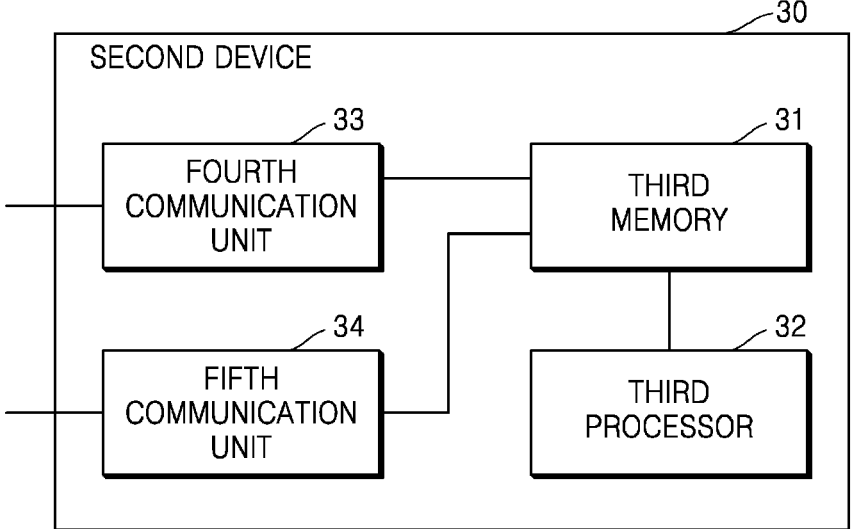 30
SECOND DEVICE
33
FOURTH
COMMUNICATION
UNIT
31
THIRD
MEMORY
34
FIFTH
COMMUNICATION
UNIT
32
THIRD
PROCESSOR